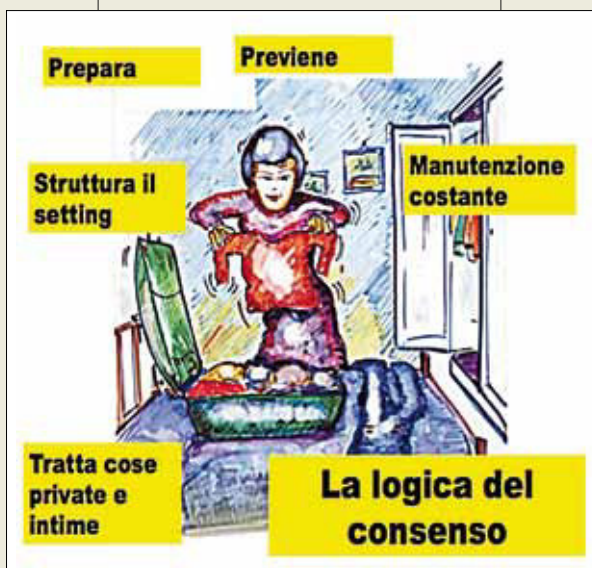 Prepara
Previene
Struttura il
setting
Manutenzione
costante
Tratta cose
private e
intime
La logica del
consenso